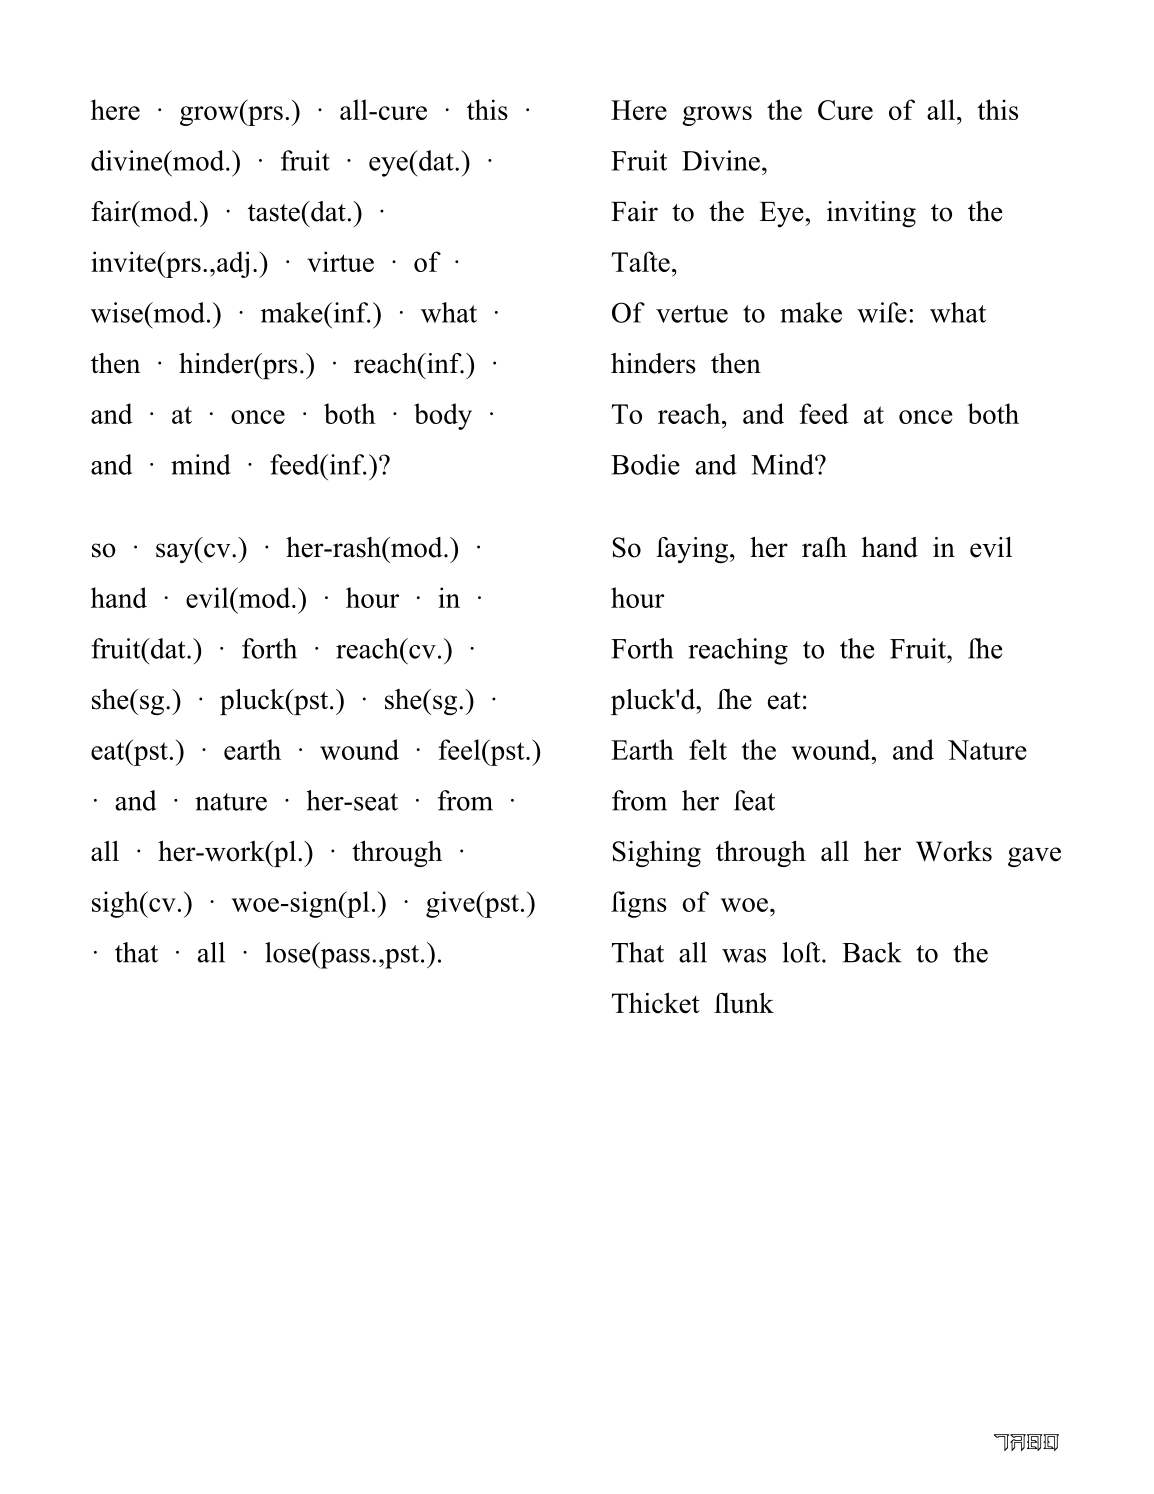 here · grow(prs.) · all-cure · this ·
divine(mod.) · fruit · eye(dat.) ·
fair(mod.) · taste(dat.) ·
invite(prs.,adj.) · virtue · of ·
wise(mod.) · make(inf.) · what ·
then · hinder(prs.) · reach(inf.) ·
and · at · once · both · body ·
and · mind · feed(inf.)?
so · say(cv.) · her-rash(mod.) ·
hand · evil(mod.) · hour · in ·
fruit(dat.) · forth · reach(cv.) ·
she(sg.) · pluck(pst.) · she(sg.) ·
eat(pst.) · earth · wound · feel(pst.)
· and · nature · her-seat · from ·
all · her-work(pl.) · through ·
sigh(cv.) · woe-sign(pl.) · give(pst.)
· that · all · lose(pass.,pst.).
Here grows the Cure of all, this
Fruit Divine,
Fair to the Eye, inviting to the
Taſte,
Of vertue to make wiſe: what
hinders then
To reach, and feed at once both
Bodie and Mind?
So ſaying, her raſh hand in evil
hour
Forth reaching to the Fruit, ſhe
pluck'd, ſhe eat:
Earth felt the wound, and Nature
from her ſeat
Sighing through all her Works gave
ſigns of woe,
That all was loſt. Back to the
Thicket ſlunk